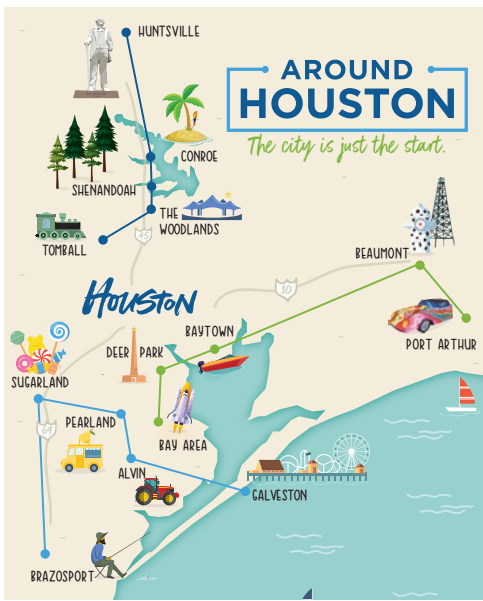 HUNTSVILLE
AROUND
HOUSTON
The city is just the start.
CONROE
SHENANDOAH
THE
WOODLANDS
TOMBALL
45
BEAUMONT
10
HOUSTON
PORT ARTHUR
BAYTOWN
DEER PARK
SUGARLAND
PEARLAND
BAY AREA
ALVIN
GALVESTON
BRAZOSPORT